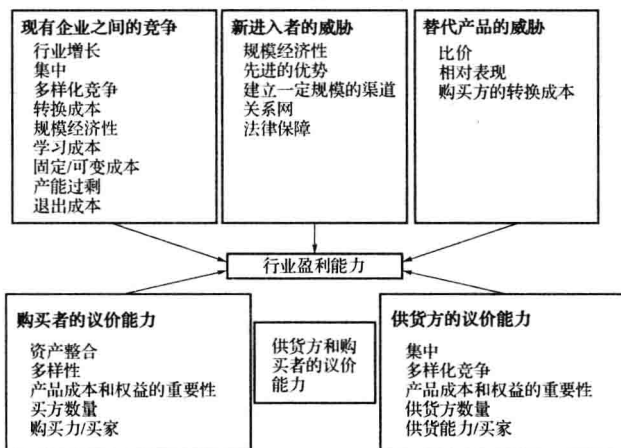 现有企业之间的竞争
行业增长
集中
多样化竞争
转换成本
规模经济性
学习成本
固定/可变成本
产能过剩
退出成本
新进入者的威胁
规模经济性
先进的优势
建立一定规模的渠道
关系网
法律保障
替代产品的威胁
比价
相对表现
购买方的转换成本
行业盈利能力
购买者的议价能力
资产整合
多样性
产品成本和权益的重要性
买方数量
购买力/买家
供货方和购
买者的议价
能力
供货方的议价能力
集中
多样化竞争
产品成本和权益的重要性
供货方数量
供货能力/买家